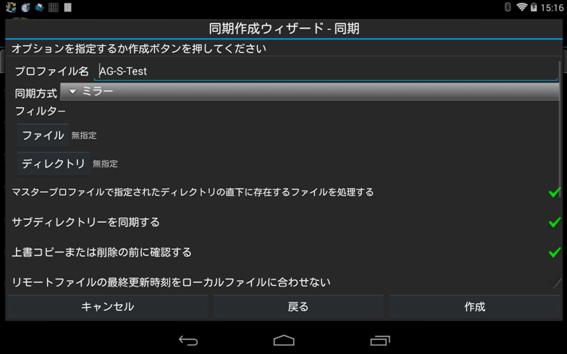 15:16
同期作成ウィザード - 同期
オプションを指定するか作成ボタンを押してください
プロファイル名 AG-S-Test
同期方式 ミラー
フィルター
ファイル 無指定
ディレクトリ 無指定
マスタープロファイルで指定されたディレクトリの直下に存在するファイルを処理する
サブディレクトリーを同期する
上書コピーまたは削除の前に確認する
リモートファイルの最終更新時刻をローカルファイルに合わせない
キャンセル 戻る 作成